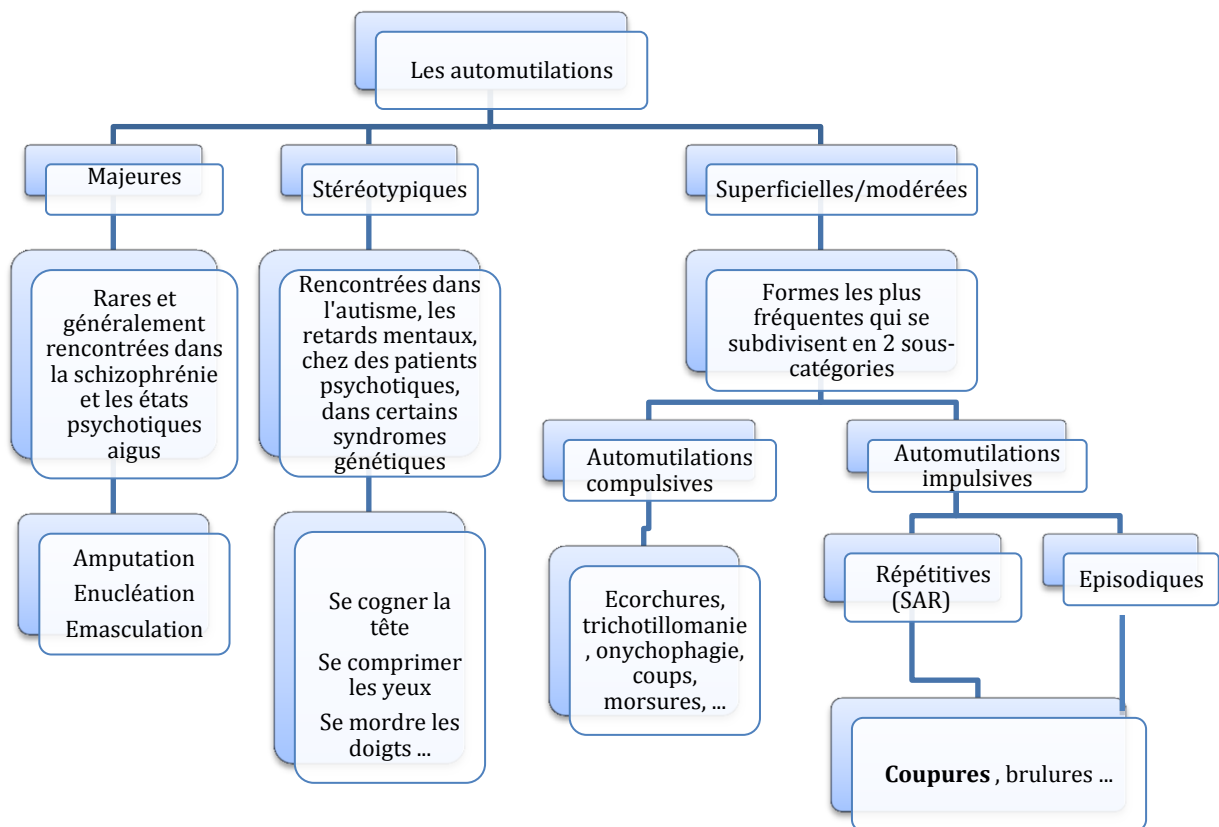 Les automutilations
Majeures
Stéréotypiques
Superficielles/modérées
Rares et
généralement
rencontrées dans
la schizophrénie
et les états
psychotiques
aigus
Rencontrées dans
l'autisme, les
retards mentaux,
chez des patients
psychotiques,
dans certains
syndromes
génétiques
Formes les plus
fréquentes qui se
subdivisent en 2 sous-
catégories
Automutilations
compulsives
Automutilations
impulsives
Amputation
Enucléation
Emasculation
Se cogner la
tête
Se comprimer
les yeux
Se mordre les
doigts ...
Ecorchures,
trichotillomanie
, onychophagie,
coups,
morsures, ...
Répétitives
(SAR)
Episodiques
Coupures , brulures ...